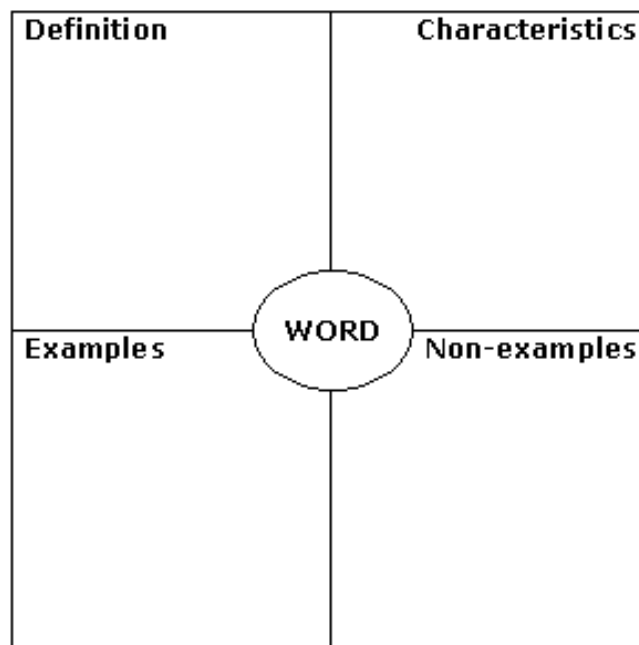 Definition
Characteristics
WORD
Examples
Non-examples